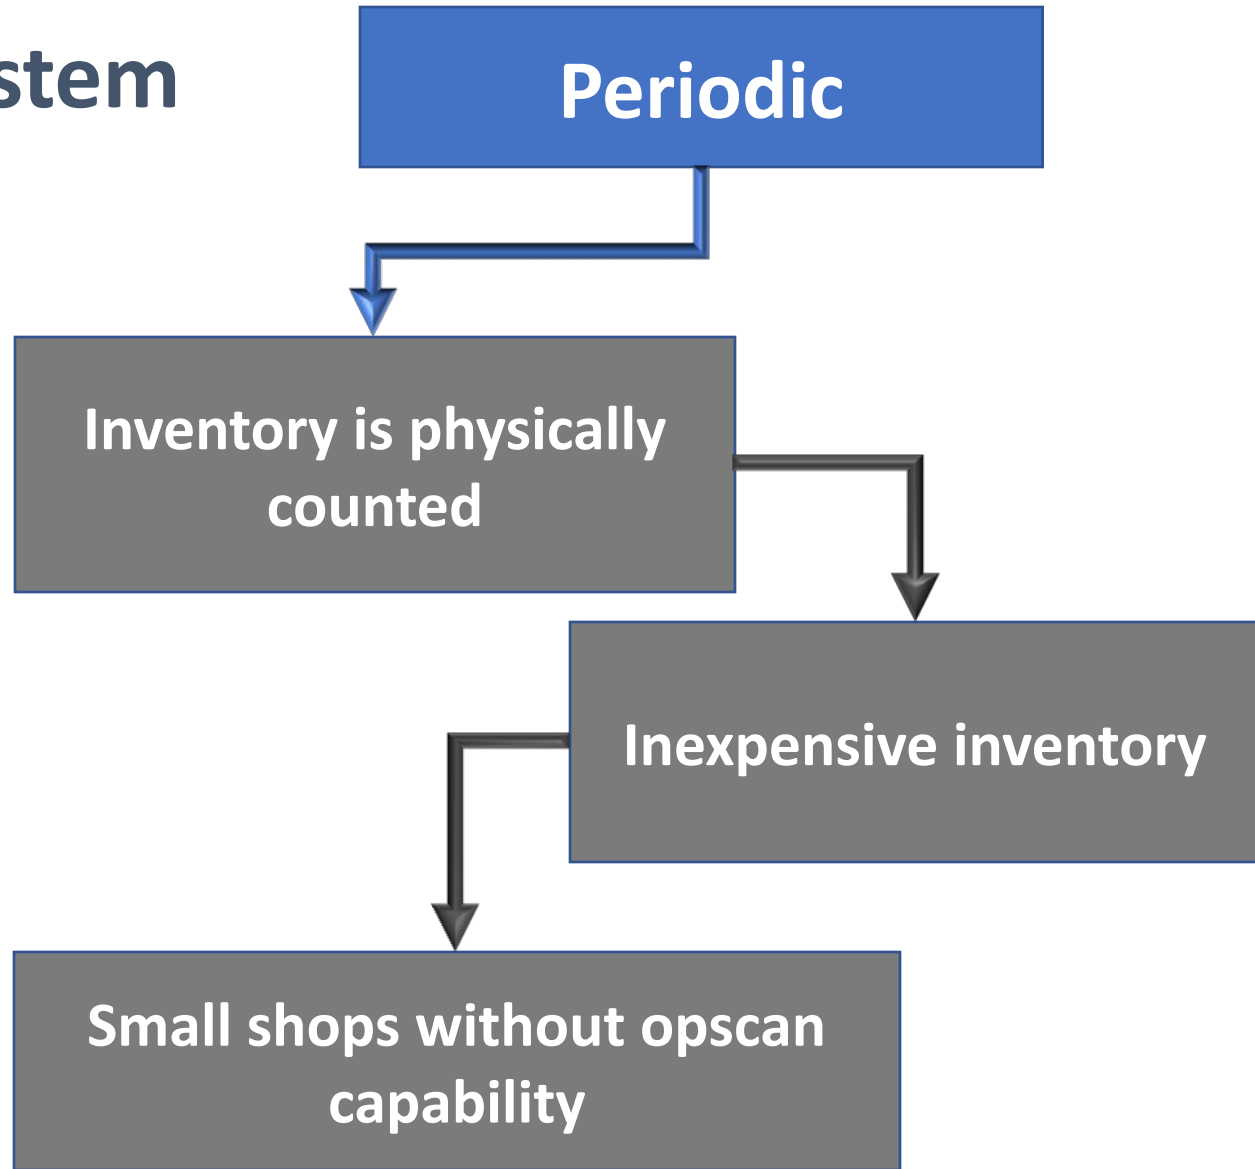 stem
Periodic
Inventory is physically
counted
Inexpensive inventory
Small shops without opscan
capability